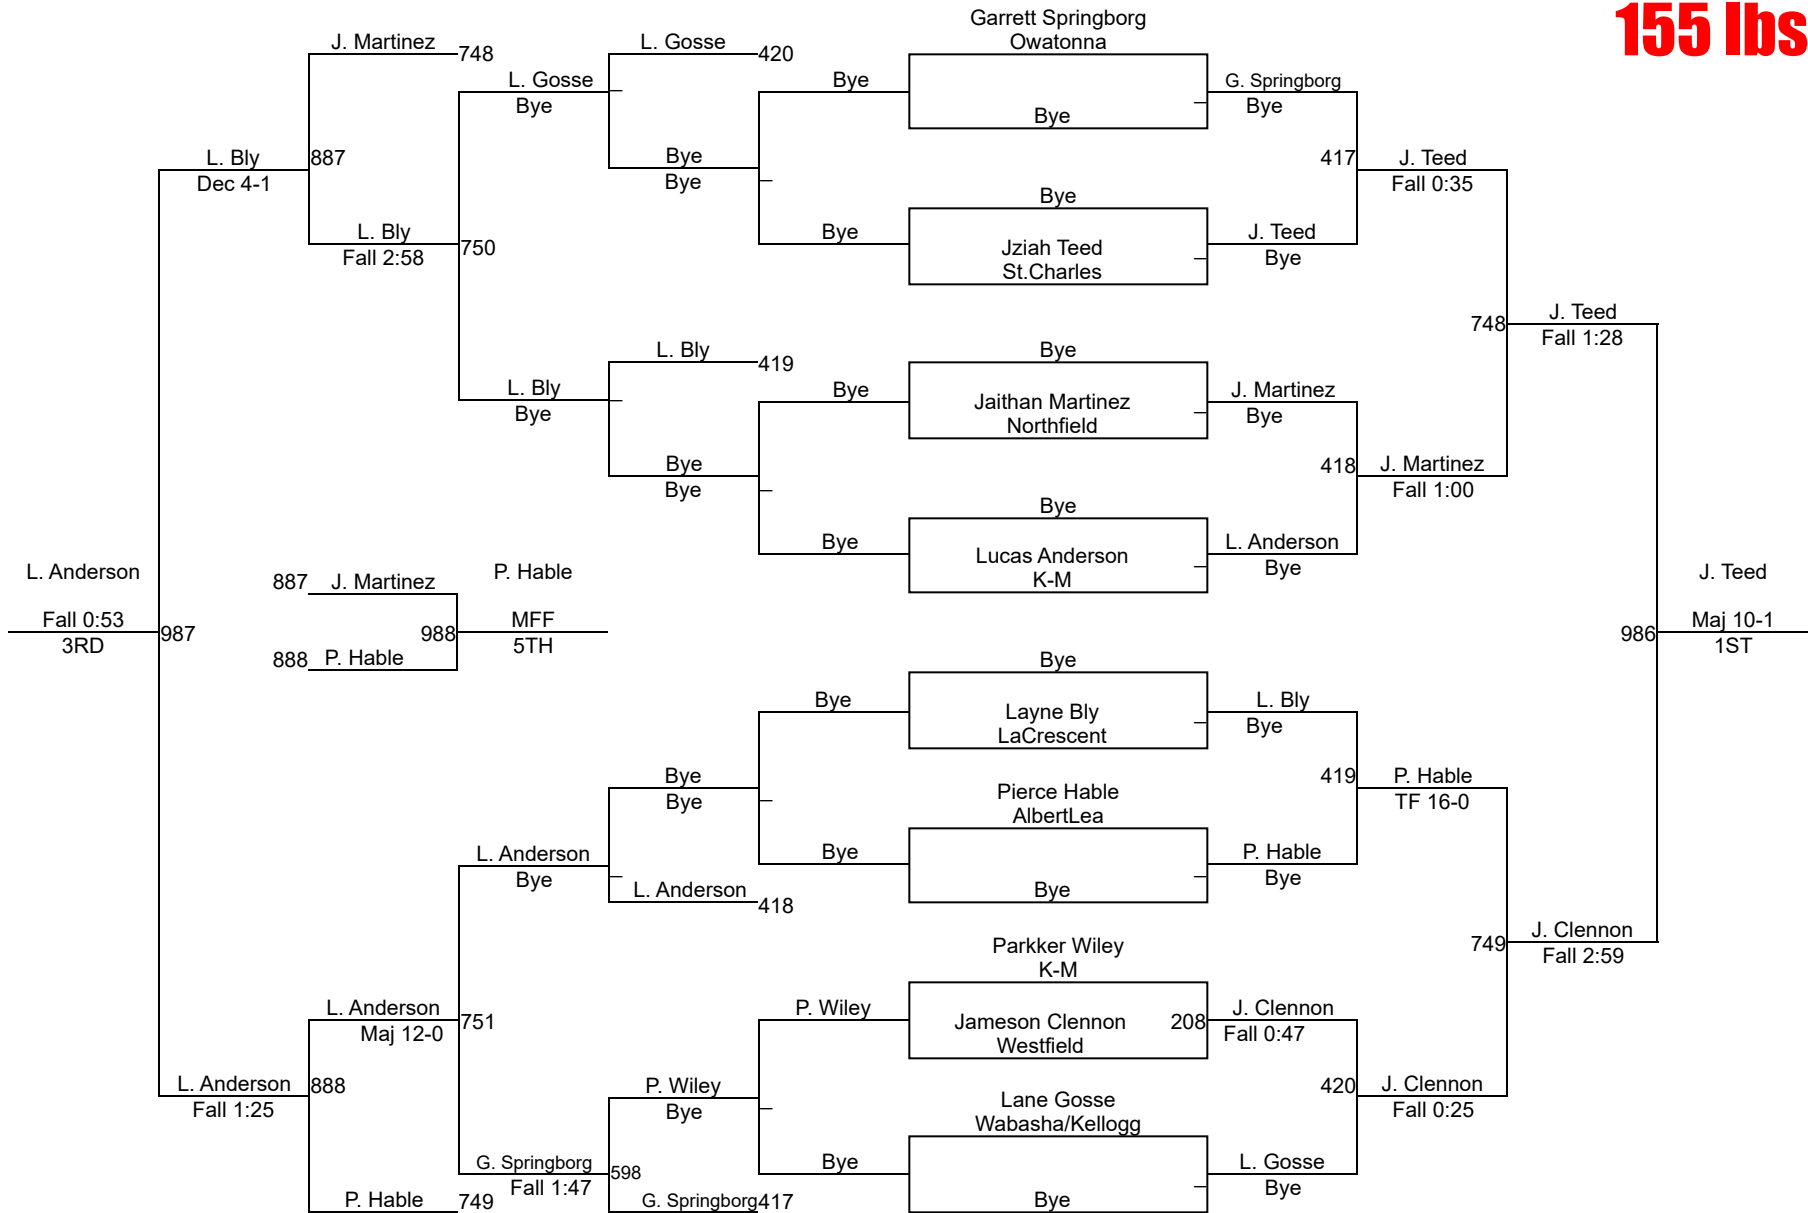 155 lbs
Garrett Springborg
Owatonna
J. Martinez
748
L. Gosse
420
L. Gosse
Bye
Bye
Bye
G. Springborg
Bye
L. Bly
Dec 4-1
887
Bye
Bye
417
J. Teed
Fall 0:35
Bye
L. Bly
Fall 2:58
750
Bye
Jziah Teed
St.Charles
J. Teed
Bye
748
J. Teed
Fall 1:28
L. Bly
419
Bye
L. Bly
Bye
Bye
Jaithan Martinez
Northfield
J. Martinez
Bye
Bye
Bye
418
J. Martinez
Fall 1:00
Bye
Bye
Lucas Anderson
K-M
L. Anderson
Bye
L. Anderson
Fall 0:53
3RD
987
887
J. Martinez
888
P. Hable
988
P. Hable
MFF
5TH
986
J. Teed
Maj 10-1
1ST
Bye
Bye
Layne Bly
LaCrescent
L. Bly
Bye
Bye
Bye
Pierce Hable
AlbertLea
419
P. Hable
TF 16-0
L. Anderson
Bye
Bye
Bye
P. Hable
Bye
L. Anderson
418
Parkker Wiley
K-M
749
J. Clennon
Fall 2:59
L. Anderson
Maj 12-0
751
P. Wiley
Jameson Clennon
Westfield
208
J. Clennon
Fall 0:47
L. Anderson
Fall 1:25
888
P. Wiley
Bye
Lane Gosse
Wabasha/Kellogg
420
J. Clennon
Fall 0:25
G. Springborg
Fall 1:47
598
Bye
Bye
L. Gosse
Bye
P. Hable
749
G. Springborg
417